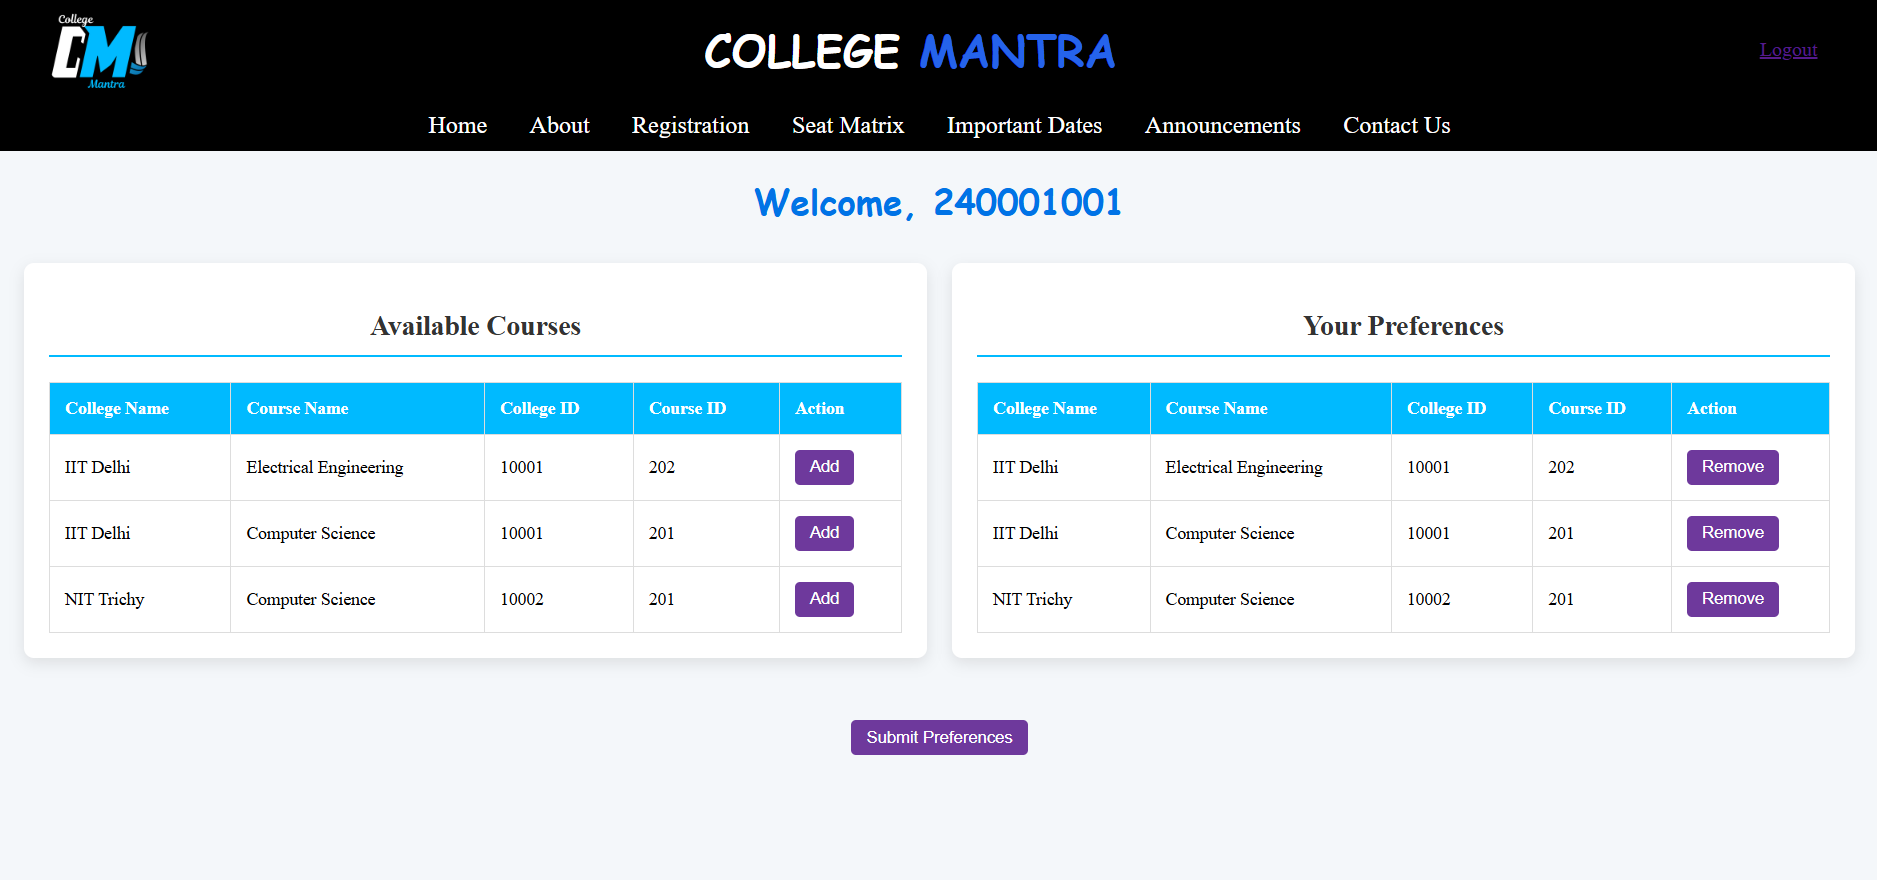 College
CM
Mantra
COLLEGE MANTRA
Logout
Home About Registration Seat Matrix Important Dates Announcements Contact Us
Welcome, 240001001
Available Courses
College Name Course Name College ID Course ID Action
IIT Delhi Electrical Engineering 10001 202 Add
IIT Delhi Computer Science 10001 201 Add
NIT Trichy Computer Science 10002 201 Add
Your Preferences
College Name Course Name College ID Course ID Action
IIT Delhi Electrical Engineering 10001 202 Remove
IIT Delhi Computer Science 10001 201 Remove
NIT Trichy Computer Science 10002 201 Remove
Submit Preferences